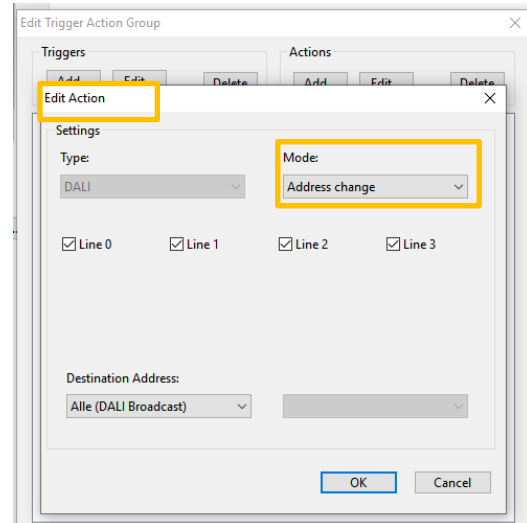 Edit Trigger Action Group
Triggers
Actions
Add... Edit... Delete Add... Edit... Delete
Edit Action
Settings
Type: Mode:
DALI Address change
Line 0 Line 1 Line 2 Line 3
Destination Address:
Alle (DALI Broadcast)
OK Cancel